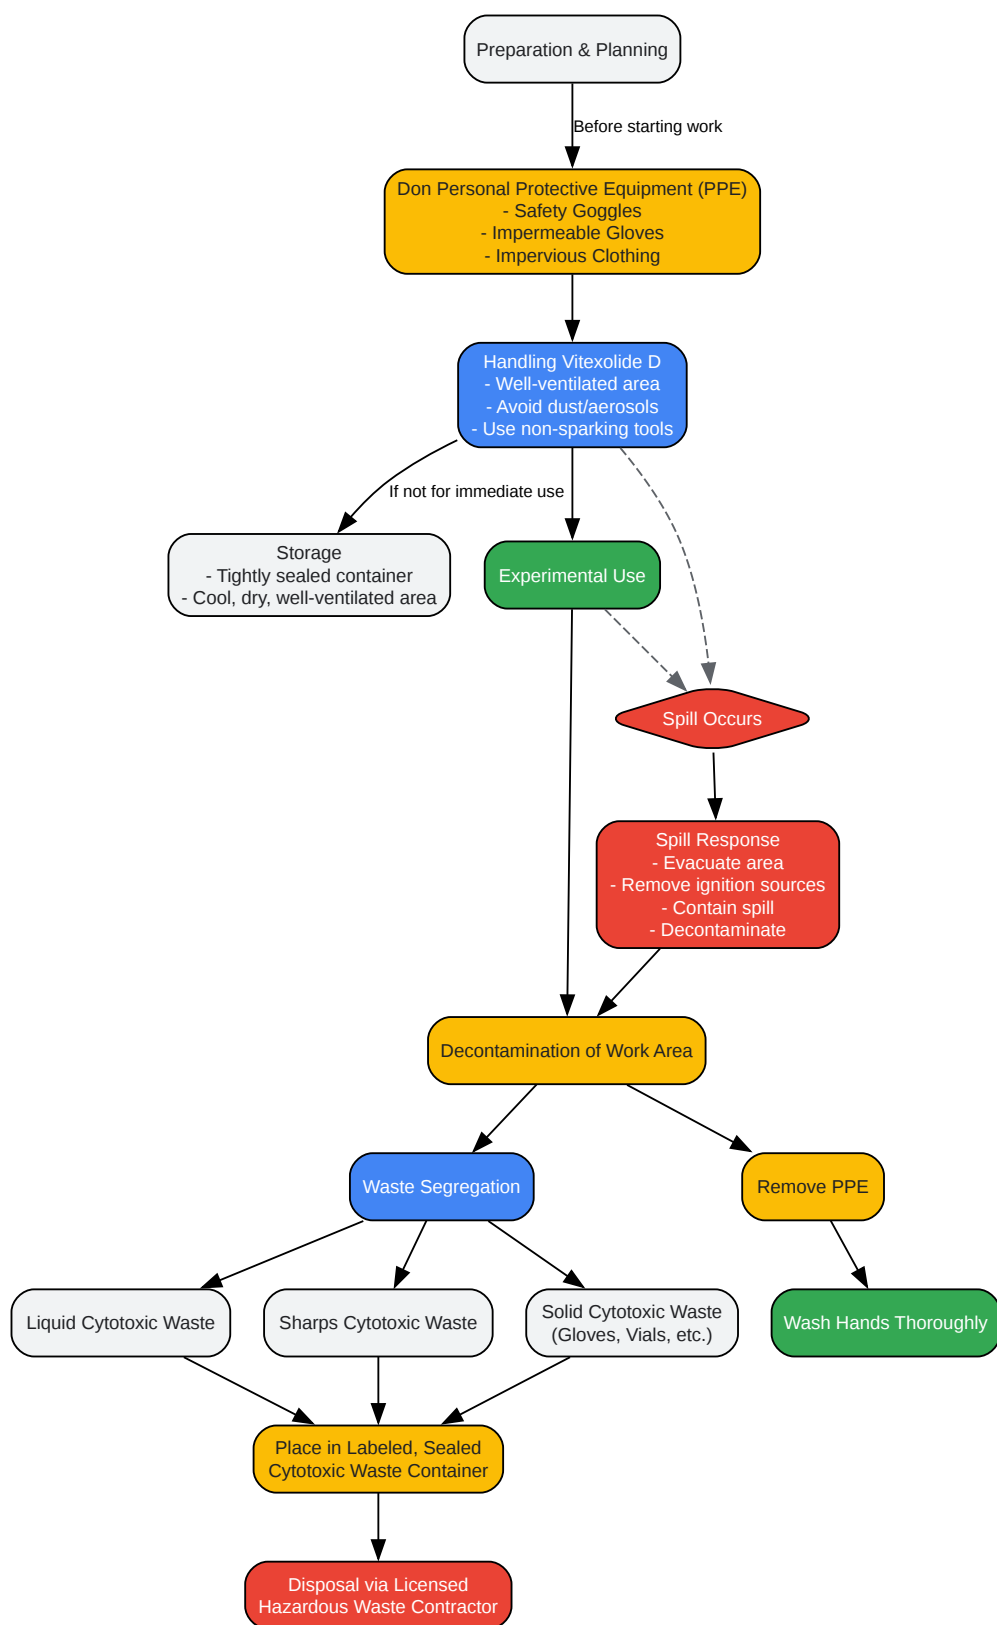 Preparation & Planning
Before starting work
Don Personal Protective Equipment (PPE)
- Safety Goggles
- Impermeable Gloves
- Impervious Clothing
Handling Vitexolide D
- Well-ventilated area
- Avoid dust/aerosols
- Use non-sparking tools
If not for immediate use
Storage
- Tightly sealed container
- Cool, dry, well-ventilated area
Experimental Use
Spill Occurs
Spill Response
- Evacuate area
- Remove ignition sources
- Contain spill
- Decontaminate
Decontamination of Work Area
Waste Segregation
Remove PPE
Liquid Cytotoxic Waste
Sharps Cytotoxic Waste
Solid Cytotoxic Waste
(Gloves, Vials, etc.)
Wash Hands Thoroughly
Place in Labeled, Sealed
Cytotoxic Waste Container
Disposal via Licensed
Hazardous Waste Contractor